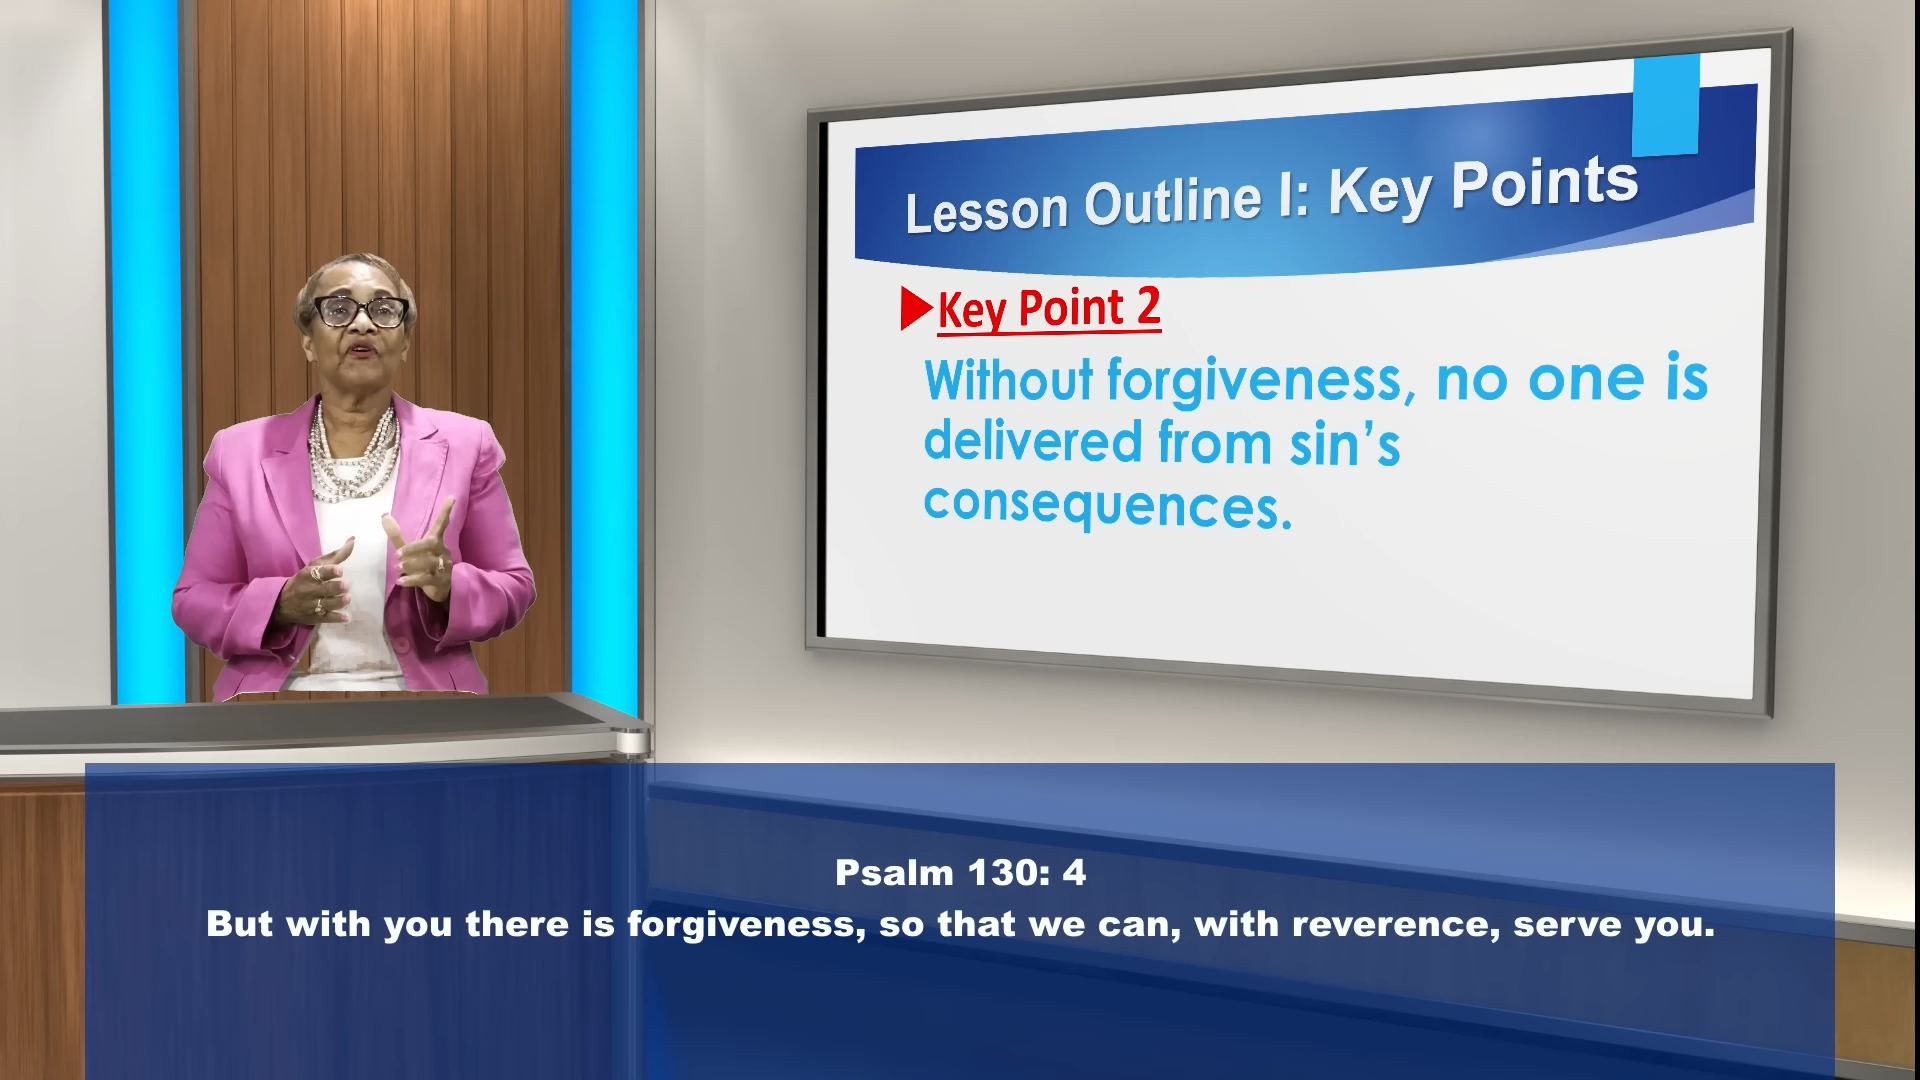 Lesson Outline I: Key Points
Key Point 2
Without forgiveness, no one is
delivered from sin’s
consequences.
Psalm 130: 4
But with you there is forgiveness, so that we can, with reverence, serve you.